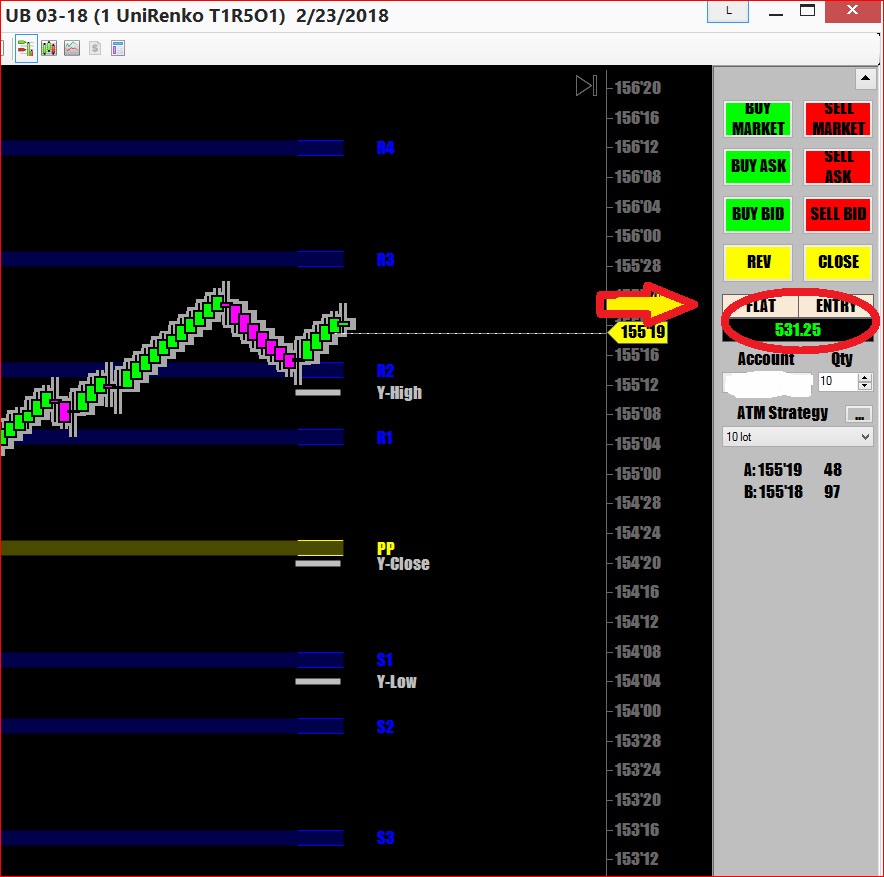 UB 03-18 (1 UniRenko T1R5O1) 2/23/2018
L
156'20
156'16
156'12
156'08
156'04
156'00
155'28
155'19
155'16
155'12
155'08
155'04
155'00
154'28
154'24
154'20
154'16
154'12
154'08
154'04
154'00
153'28
153'24
153'20
153'16
153'12
R4
R3
R2
Y-High
R1
PP
Y-Close
S1
Y-Low
S2
S3
BUY MARKET
SELL MARKET
BUY ASK
SELL ASK
BUY BID
SELL BID
REV
CLOSE
FLAT
ENTRY
531.25
Account
Qty
10
ATM Strategy
...
10 lot
A: 155'19 48
B: 155'18 97